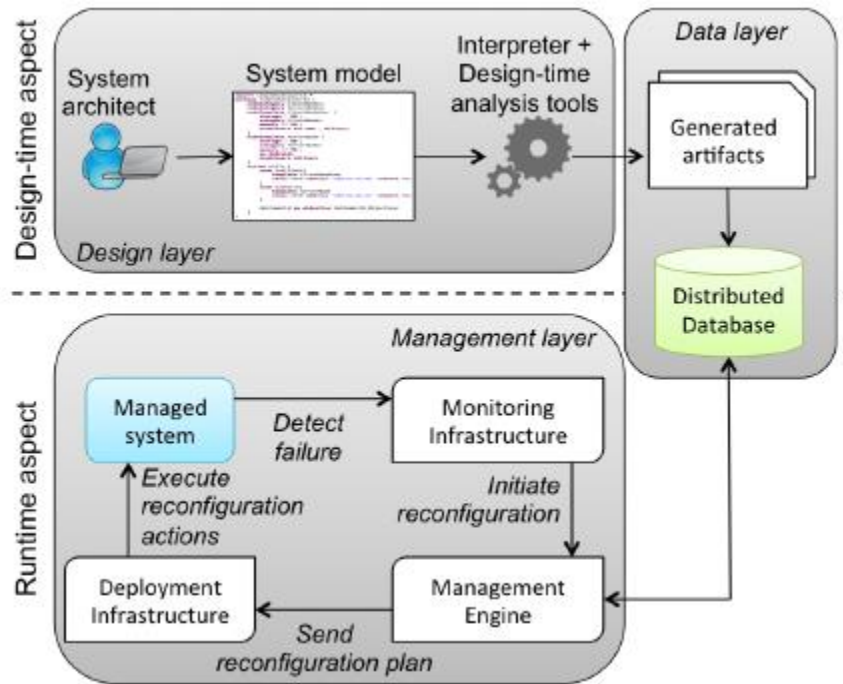 Design-time aspect
System
architect
System model
Interpreter +
Design-time
analysis tools
Design layer
Data layer
Generated
artifacts
Distributed
Database
Runtime aspect
Management layer
Managed
system
Detect
failure
Monitoring
Infrastructure
Initiate
reconfiguration
Execute
reconfiguration
actions
Deployment
Infrastructure
Send
reconfiguration plan
Management
Engine